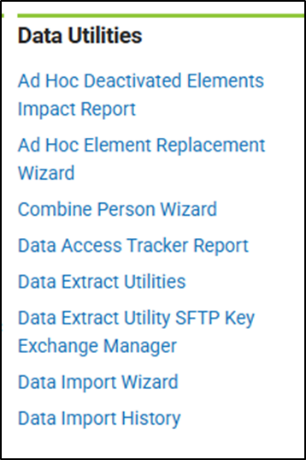 Data Utilities
Ad Hoc Deactivated Elements
Impact Report
Ad Hoc Element Replacement
Wizard
Combine Person Wizard
Data Access Tracker Report
Data Extract Utilities
Data Extract Utility SFTP Key
Exchange Manager
Data Import Wizard
Data Import History